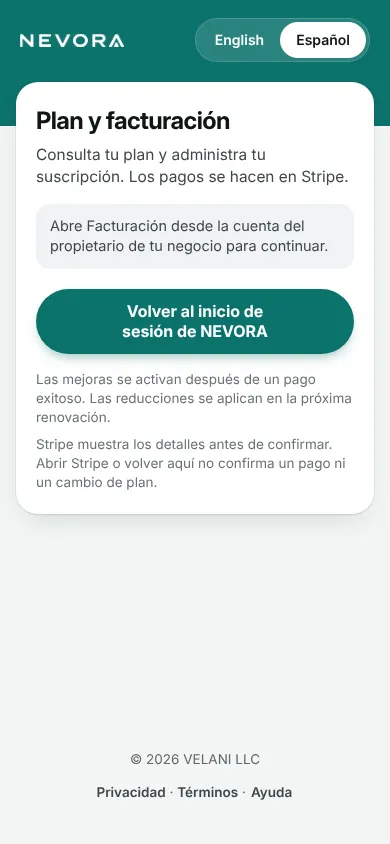 NEVORA
English Español
Plan y facturación
Consulta tu plan y administra tu
suscripción. Los pagos se hacen en Stripe.
Abre Facturación desde la cuenta del
propietario de tu negocio para continuar.
Volver al inicio de
sesión de NEVORA
Las mejoras se activan después de un pago
exitoso. Las reducciones se aplican en la próxima
renovación.
Stripe muestra los detalles antes de confirmar.
Abrir Stripe o volver aquí no confirma un pago ni
un cambio de plan.
© 2026 VELANI LLC
Privacidad · Términos · Ayuda